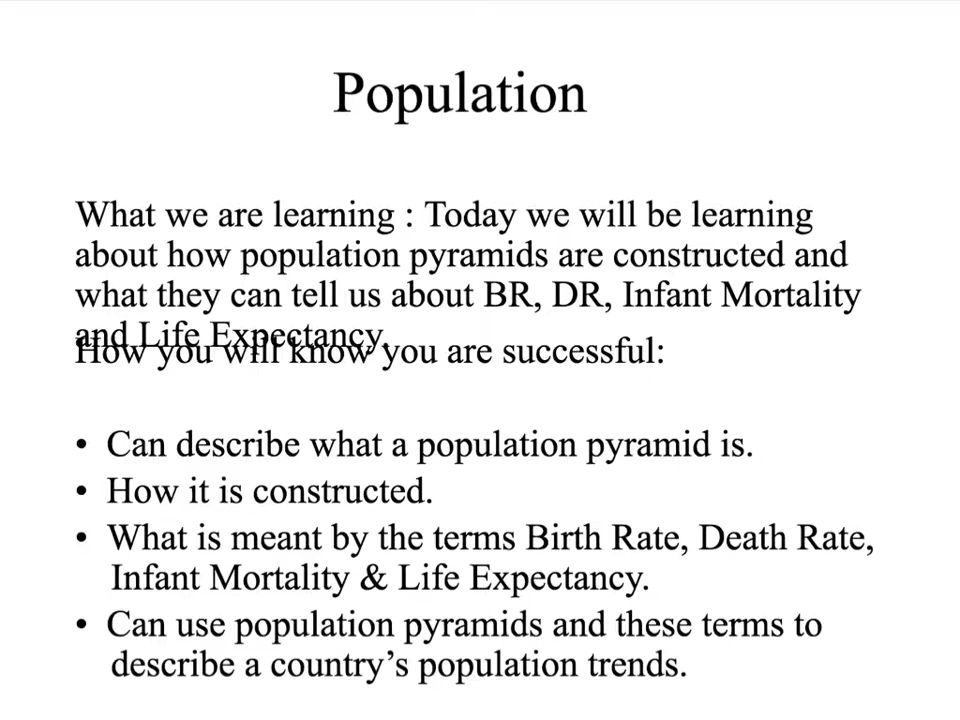 Population
What we are learning : Today we will be learning
about how population pyramids are constructed and
what they can tell us about BR, DR, Infant Mortality
and Life Expectancy.
How you will know you are successful:
• Can describe what a population pyramid is.
• How it is constructed.
• What is meant by the terms Birth Rate, Death Rate,
Infant Mortality & Life Expectancy.
• Can use population pyramids and these terms to
describe a country’s population trends.